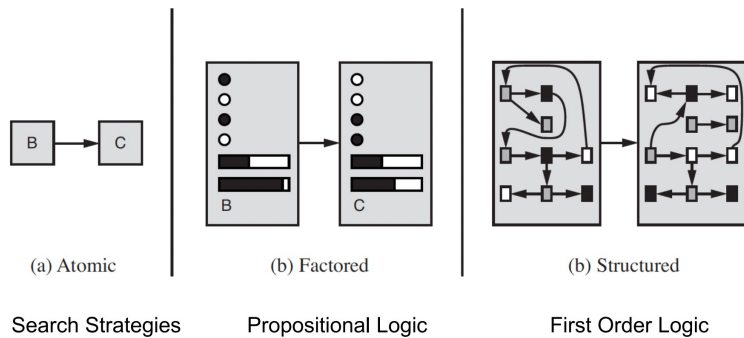 B C
B C
(a) Atomic (b) Factored (b) Structured
Search Strategies Propositional Logic First Order Logic